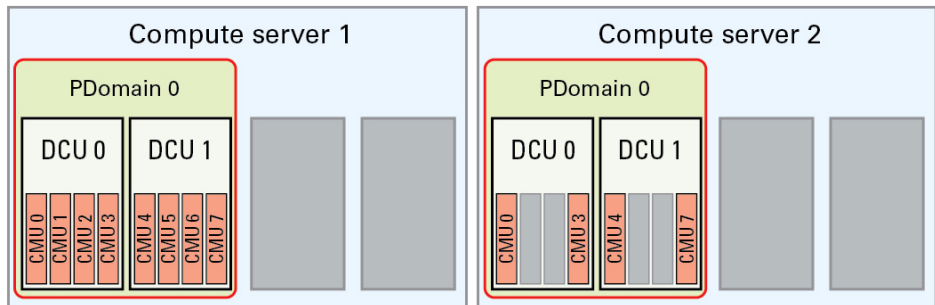 Compute server 1
PDomain 0
DCU 0
DCU 1
CMU 0
CMU 1
CMU 2
CMU 3
CMU 4
CMU 5
CMU 6
CMU 7
Compute server 2
PDomain 0
DCU 0
DCU 1
CMU 0
CMU 3
CMU 4
CMU 7